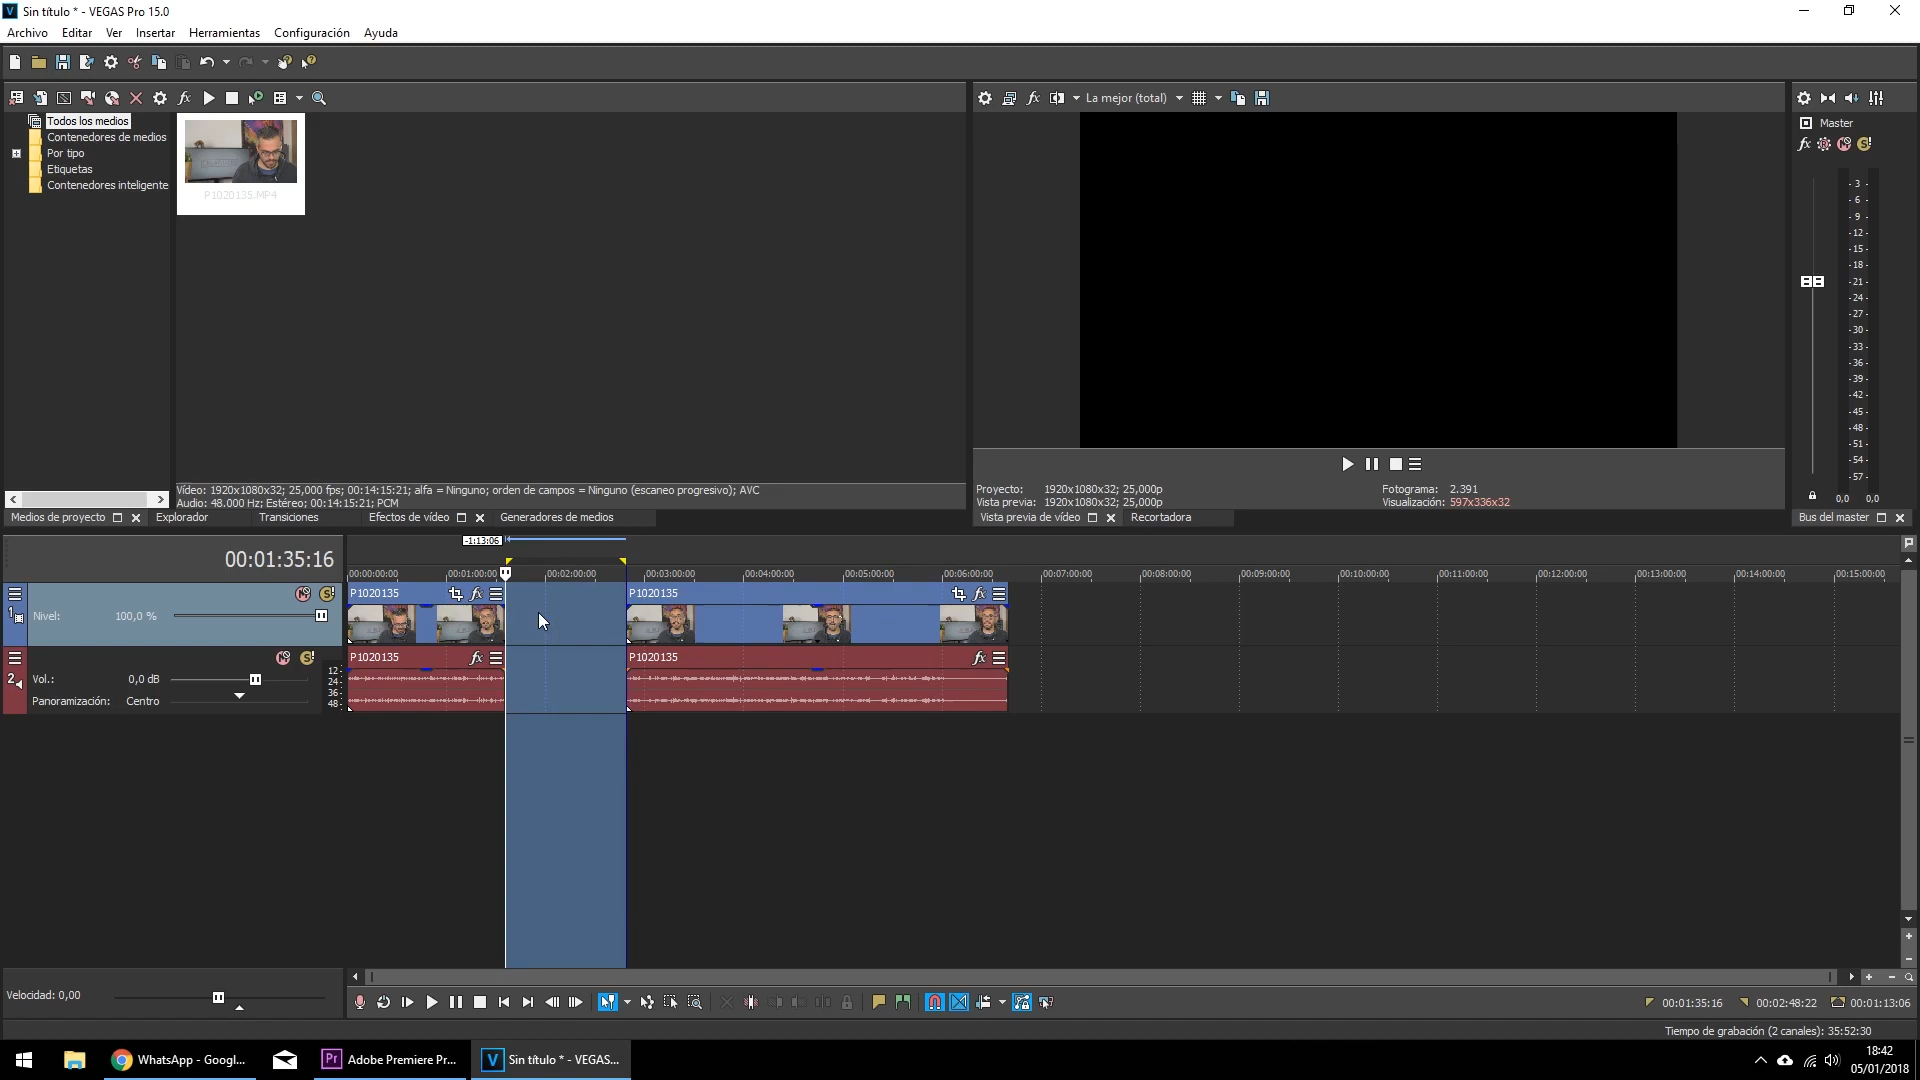 Sin título * - VEGAS Pro 15.0
Archivo Editar Ver Insertar Herramientas Configuración Ayuda
La mejor (total)
Todos los medios
Contenedores de medios
Por tipo
Etiquetas
Contenedores inteligente
P1020135.MP4
Master
3
6
9
12
15
18
21
24
27
30
33
36
39
42
45
48
51
54
57
0,0 0,0
Vídeo: 1920x1080x32; 25,000 fps; 00:14:15:21; alfa = Ninguno; orden de campos = Ninguno (escaneo progresivo); AVC
Audio: 48.000 Hz; Estéreo; 00:14:15:21; PCM
Proyecto: 1920x1080x32; 25,000p
Vista previa: 1920x1080x32; 25,000p
Fotograma: 2.391
Visualización: 597x336x32
Medios de proyecto Explorador Transiciones Efectos de vídeo Generadores de medios
Vista previa de vídeo Recortadora
Bus del master
-1:13:06
00:01:35:16
00:00:00:00 00:01:00:00 00:02:00:00 00:03:00:00 00:04:00:00 00:05:00:00 00:06:00:00 00:07:00:00 00:08:00:00 00:09:00:00 00:10:00:00 00:11:00:00 00:12:00:00 00:13:00:00 00:14:00:00 00:15:00:00
1
Nivel: 100,0 %
P1020135 P1020135
2
Vol.: 0,0 dB
Panoramización: Centro
12
24
36
48
P1020135 P1020135
Velocidad: 0,00
00:01:35:16 00:02:48:22 00:01:13:06
Tiempo de grabación (2 canales): 35:52:30
WhatsApp - Googl...
Adobe Premiere Pr...
Sin título * - VEGAS...
18:42
05/01/2018